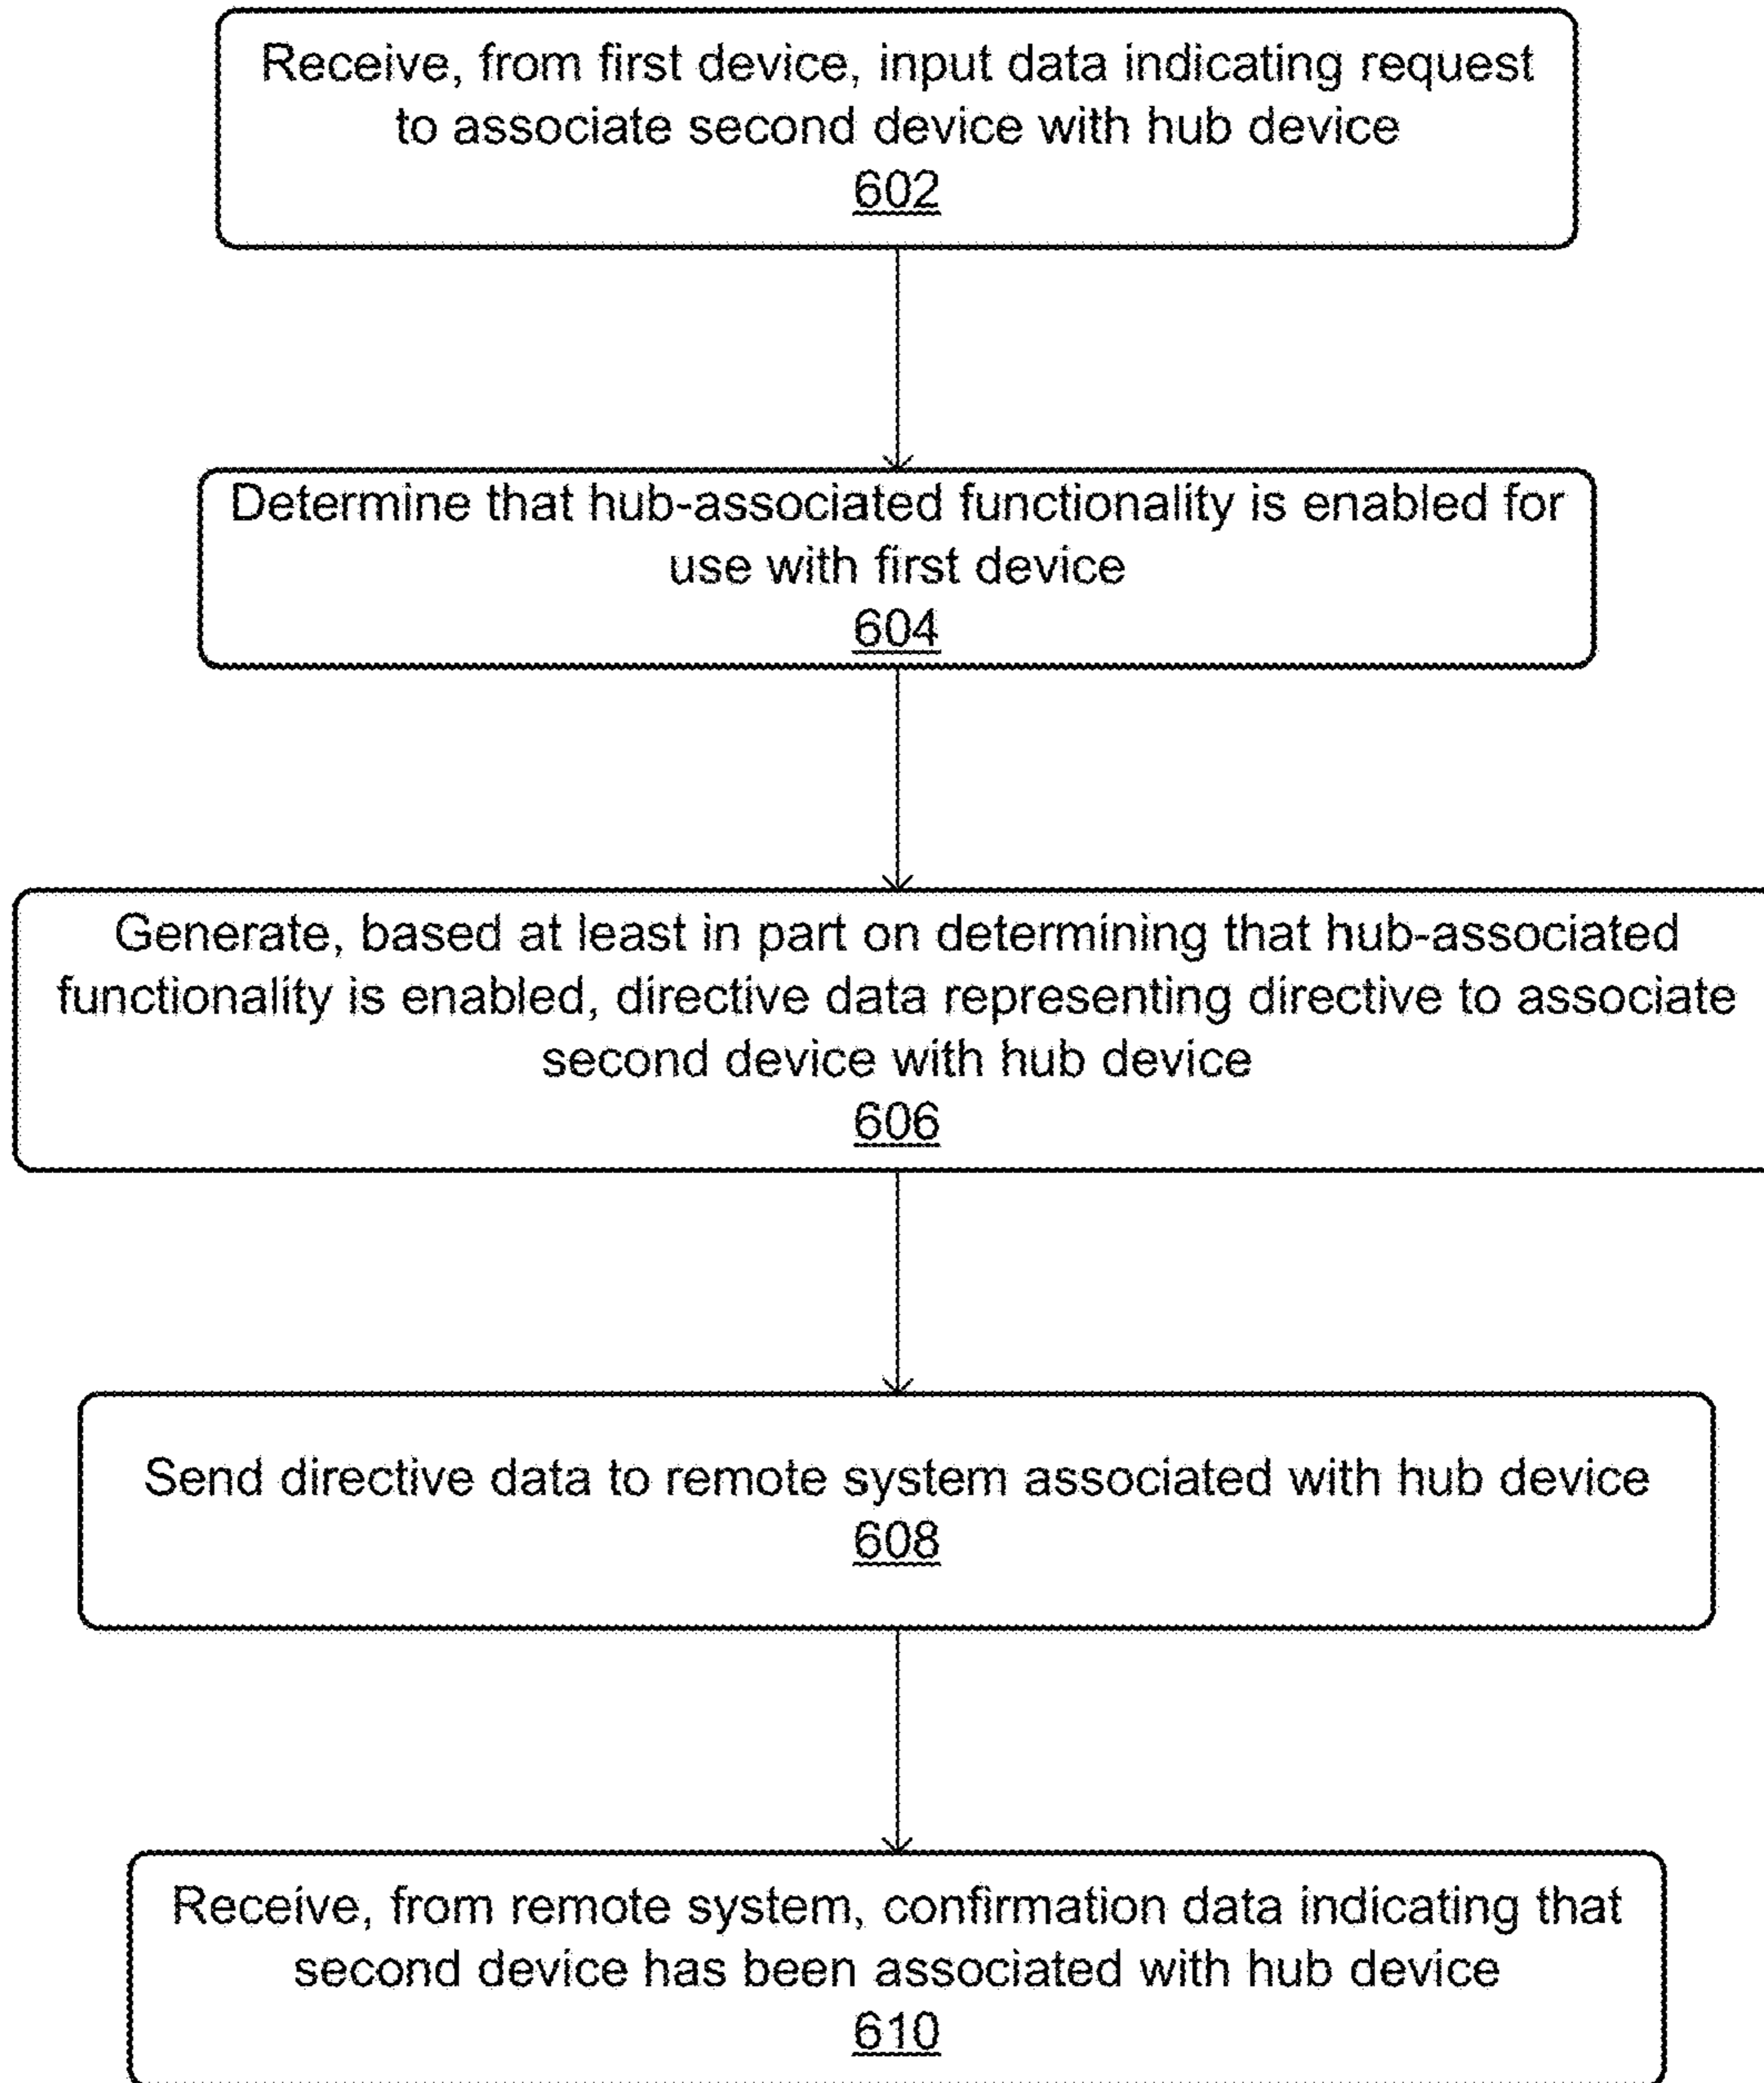 Receive, from first device, input data indicating request
to associate second device with hub device
602
Determine that hub-associated functionality is enabled for
use with first device
604
Generate, based at least in part on determining that hub-associated
functionality is enabled, directive data representing directive to associate
second device with hub device
606
Send directive data to remote system associated with hub device
608
Receive, from remote system, confirmation data indicating that
second device has been associated with hub device
610